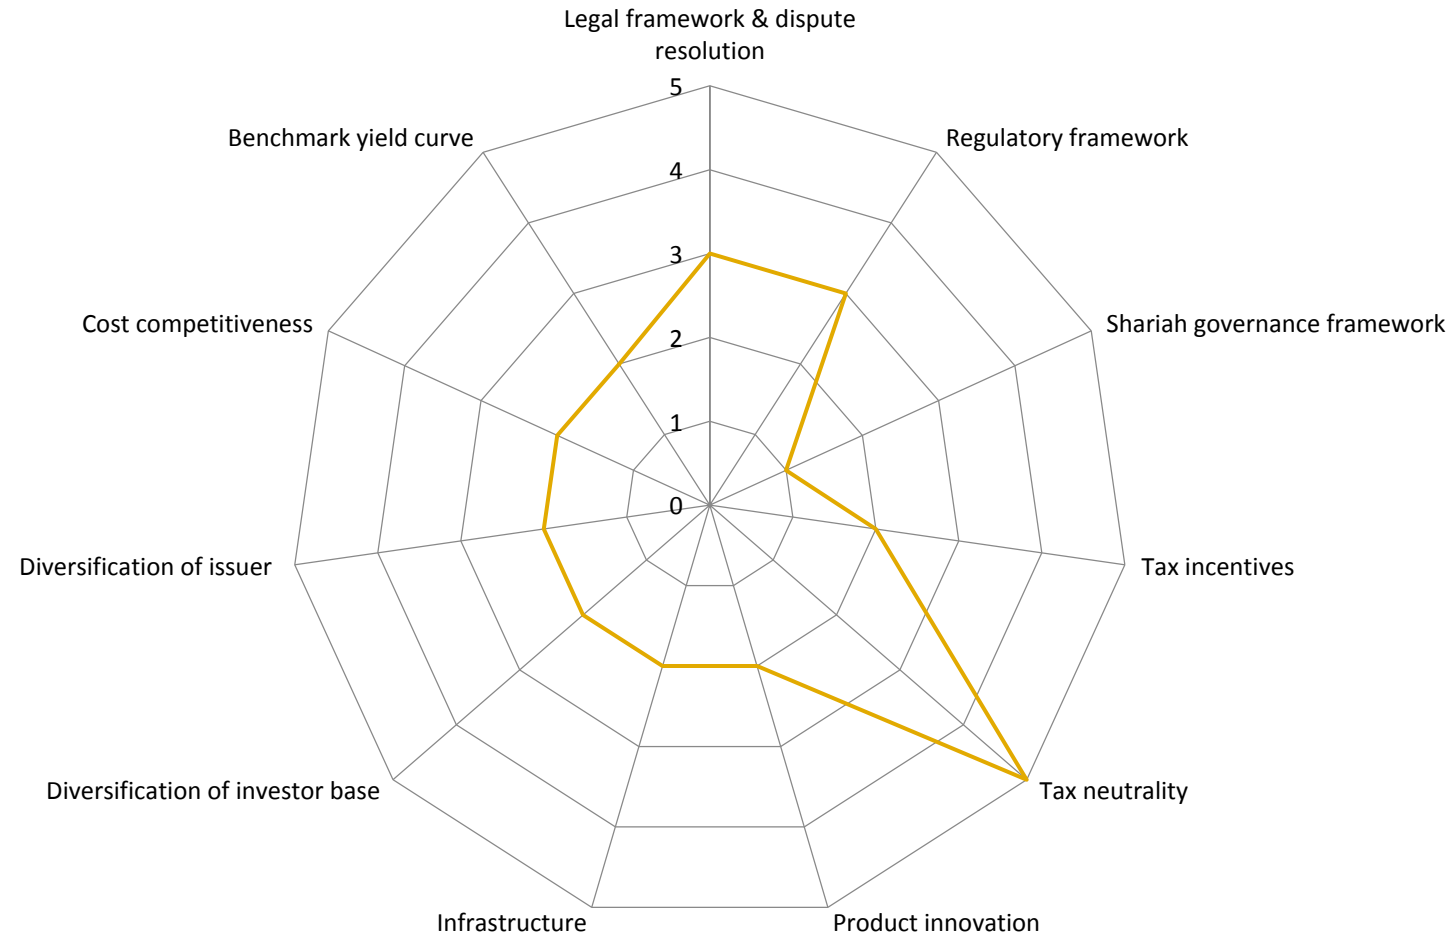 Legal framework & dispute
resolution
5
Benchmark yield curve
Regulatory framework
4
3
Cost competitiveness
Shariah governance framework
2
1
0
Diversification of issuer
Tax incentives
Diversification of investor base
Tax neutrality
Infrastructure
Product innovation